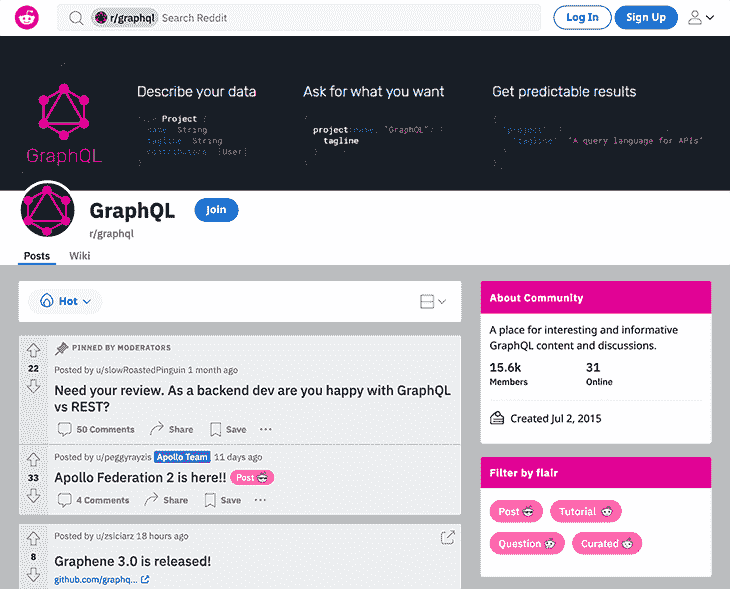 r/graphql Search Reddit Log In Sign Up
Describe your data Ask for what you want Get predictable results
Project {
name String
tagline String
contributors [User]
}
{
project( "GraphQL") {
tagline
}
}
{
"project" {
"tagline" "A query language for APIs"
}
}
GraphQL
GraphQL Join
r/graphql
Posts Wiki
Hot
PINNED BY MODERATORS
22
Posted by u/slowRoastedPinguin 1 month ago
Need your review. As a backend dev are you happy with GraphQL
vs REST?
50 Comments Share Save ...
33
Posted by u/peggyrayzis Apollo Team 11 days ago
Apollo Federation 2 is here!! Post
4 Comments Share Save ...
8
Posted by u/zsiciarz 18 hours ago
Graphene 3.0 is released!
github.com/graphq...
About Community
A place for interesting and informative
GraphQL content and discussions.
15.6k 31
Members Online
Created Jul 2, 2015
Filter by flair
Post Tutorial
Question Curated